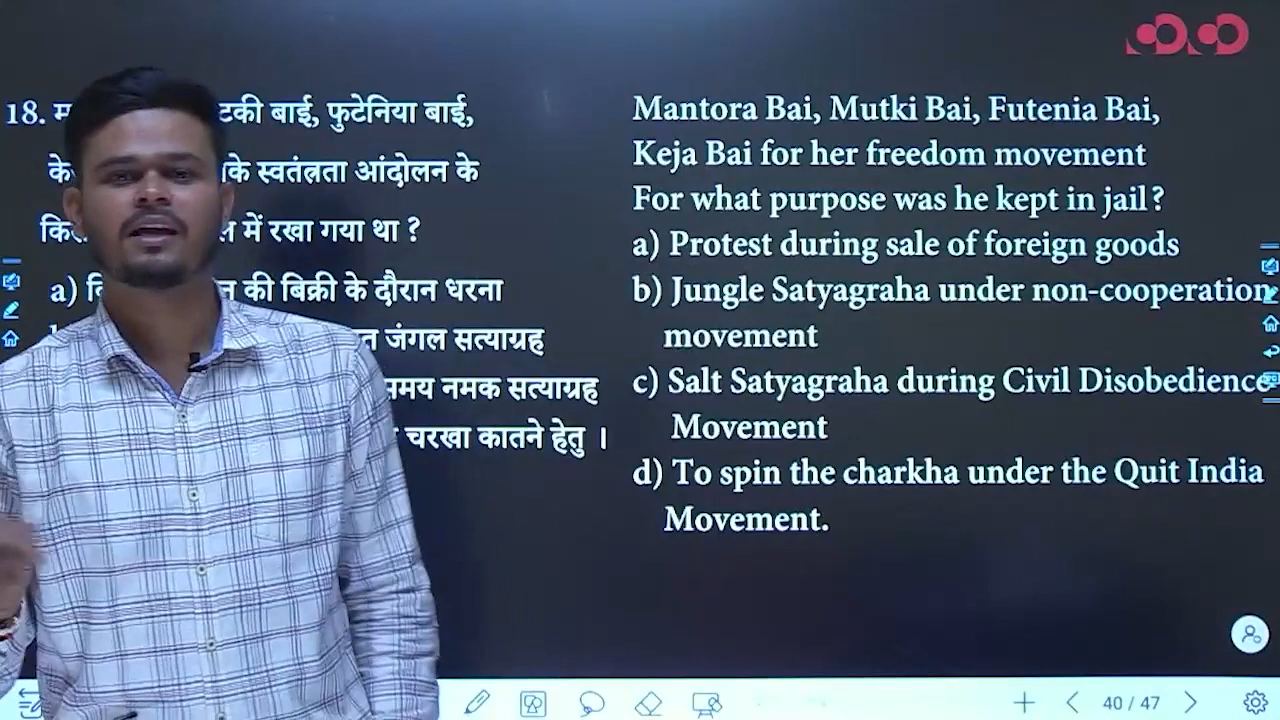 18. टकी बाई, फुटेनिया बाई,
के स्वतंत्रता आंदोलन के
में रखा गया था ?
a) की बिक्री के दौरान धरना
जंगल सत्याग्रह
समय नमक सत्याग्रह
चरखा कातने हेतु ।
Mantora Bai, Mutki Bai, Futenia Bai,
Keja Bai for her freedom movement
For what purpose was he kept in jail?
a) Protest during sale of foreign goods
b) Jungle Satyagraha under non-cooperation
movement
c) Salt Satyagraha during Civil Disobedience
Movement
d) To spin the charkha under the Quit India
Movement.
40 / 47